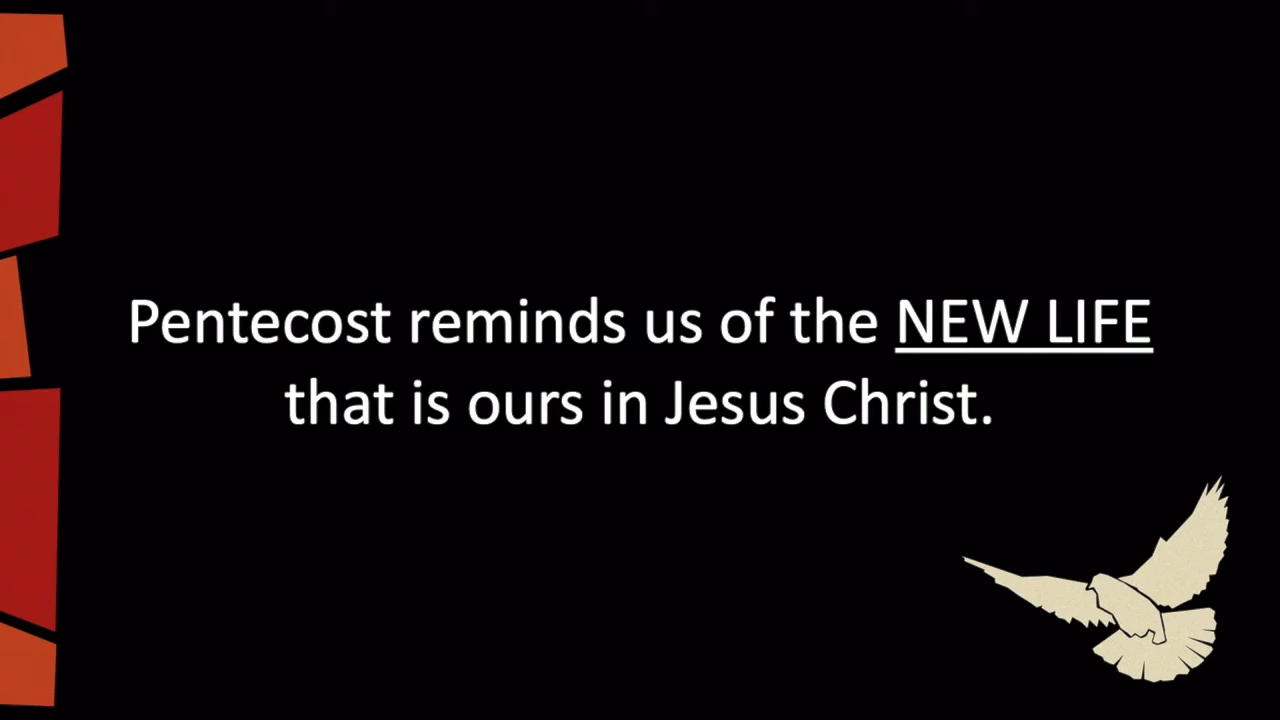 Pentecost reminds us of the NEW LIFE
that is ours in Jesus Christ.